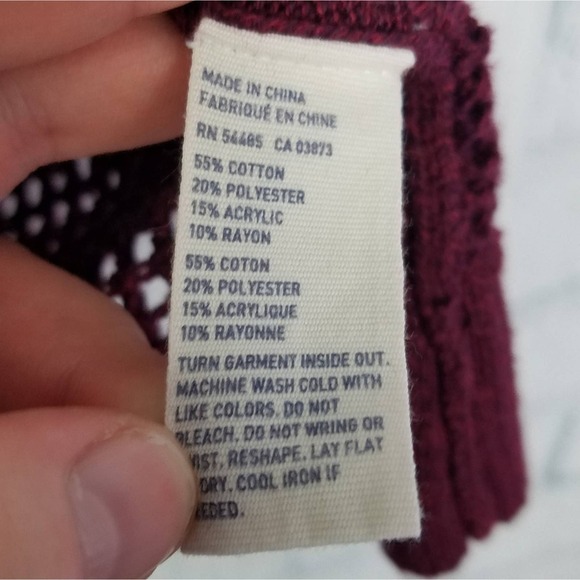 MADE IN CHINA
FABRIQUÉ EN CHINE
RN 54485 CA 03873
55% COTTON
20% POLYESTER
15% ACRYLIC
10% RAYON
55% COTON
20% POLYESTER
15% ACRYLIQUE
10% RAYONNE
TURN GARMENT INSIDE OUT.
MACHINE WASH COLD WITH
LIKE COLORS. DO NOT
BLEACH. DO NOT WRING OR
RESHAPE. LAY FLAT
DRY. COOL IRON IF